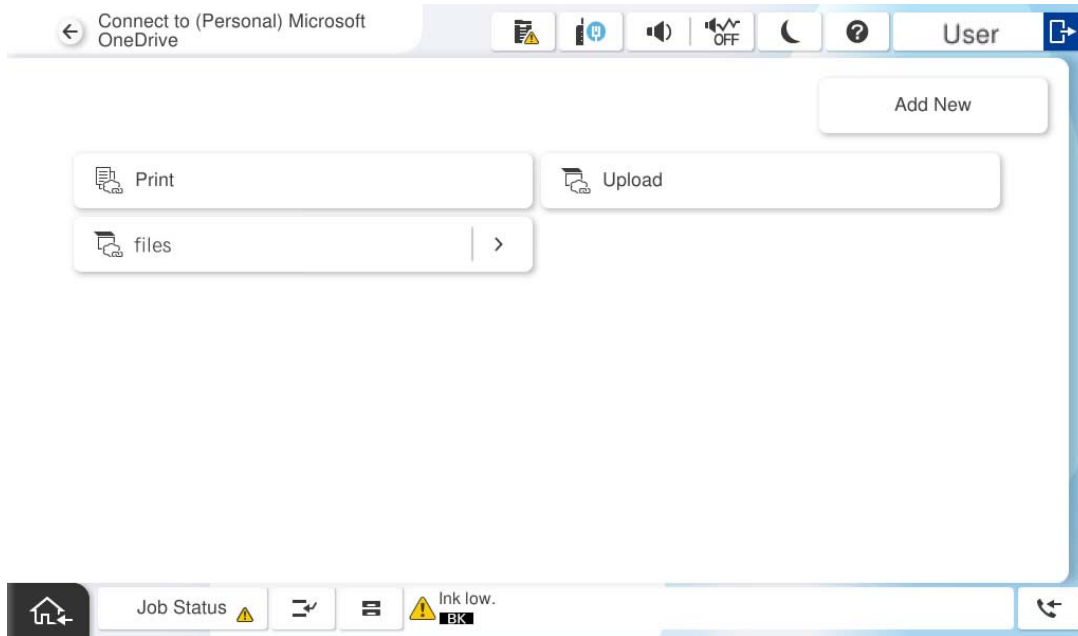 Connect to (Personal) Microsoft
OneDrive
OFF
User
Add New
Print
Upload
files
Job Status
Ink low.
BK